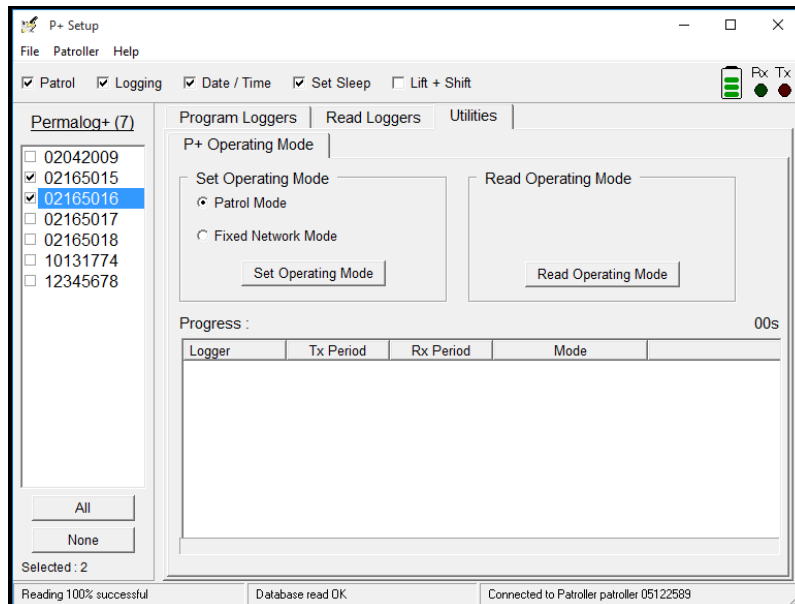 P+ Setup
File Patroller Help
Patrol Logging Date / Time Set Sleep Lift + Shift Rx Tx
Permalog+ (7)
02042009
02165015
02165016
02165017
02165018
10131774
12345678
All
None
Selected : 2
Program Loggers Read Loggers Utilities
P+ Operating Mode
Set Operating Mode
Patrol Mode
Fixed Network Mode
Set Operating Mode
Read Operating Mode
Read Operating Mode
Progress : 00s
Logger Tx Period Rx Period Mode
Reading 100% successful Database read OK Connected to Patroller patroller 05122589